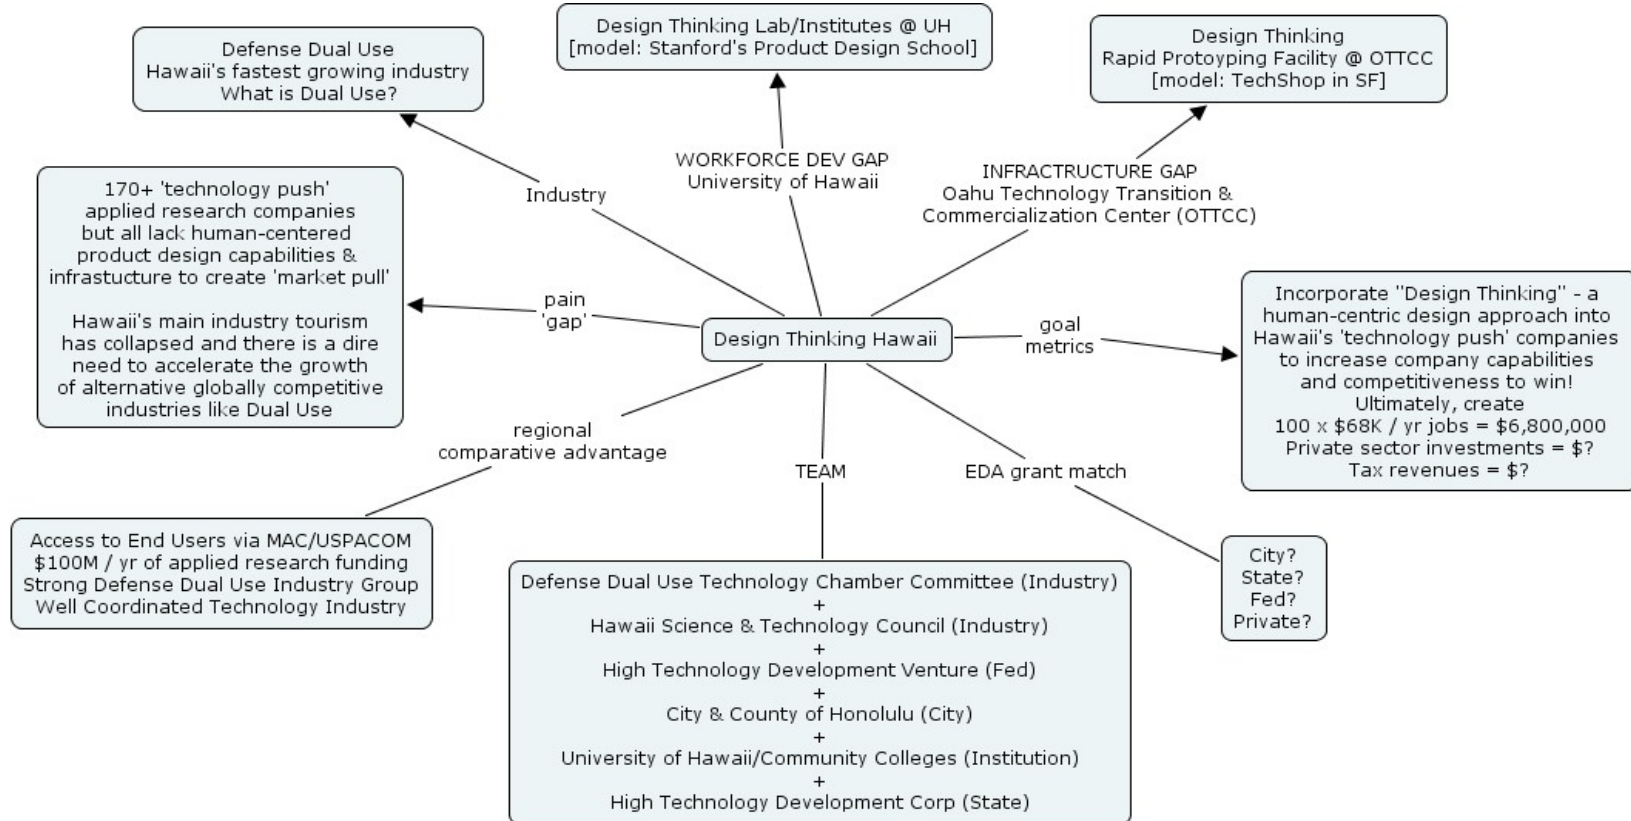 Design Thinking Lab/Institutes @ UH
[model: Stanford's Product Design School]
Design Thinking
Rapid Protoyping Facility @ OTTCC
[model: TechShop in SF]
Defense Dual Use
Hawaii's fastest growing industry
What is Dual Use?
WORKFORCE DEV GAP
University of Hawaii
INFRACTRUCTURE GAP
Oahu Technology Transition &
Commercialization Center (OTTCC)
Industry
170+ 'technology push'
applied research companies
but all lack human-centered
product design capabilities &
infrastucture to create 'market pull'
Hawaii's main industry tourism
has collapsed and there is a dire
need to accelerate the growth
of alternative globally competitive
industries like Dual Use
pain
'gap'
Design Thinking Hawaii
goal
metrics
Incorporate "Design Thinking" - a
human-centric design approach into
Hawaii's 'technology push' companies
to increase company capabilities
and competitiveness to win!
Ultimately, create
100 x $68K / yr jobs = $6,800,000
Private sector investments = $?
Tax revenues = $?
regional
comparative advantage
TEAM
EDA grant match
Access to End Users via MAC/USPACOM
$100M / yr of applied research funding
Strong Defense Dual Use Industry Group
Well Coordinated Technology Industry
Defense Dual Use Technology Chamber Committee (Industry)
+
Hawaii Science & Technology Council (Industry)
+
High Technology Development Venture (Fed)
+
City & County of Honolulu (City)
+
University of Hawaii/Community Colleges (Institution)
+
High Technology Development Corp (State)
City?
State?
Fed?
Private?